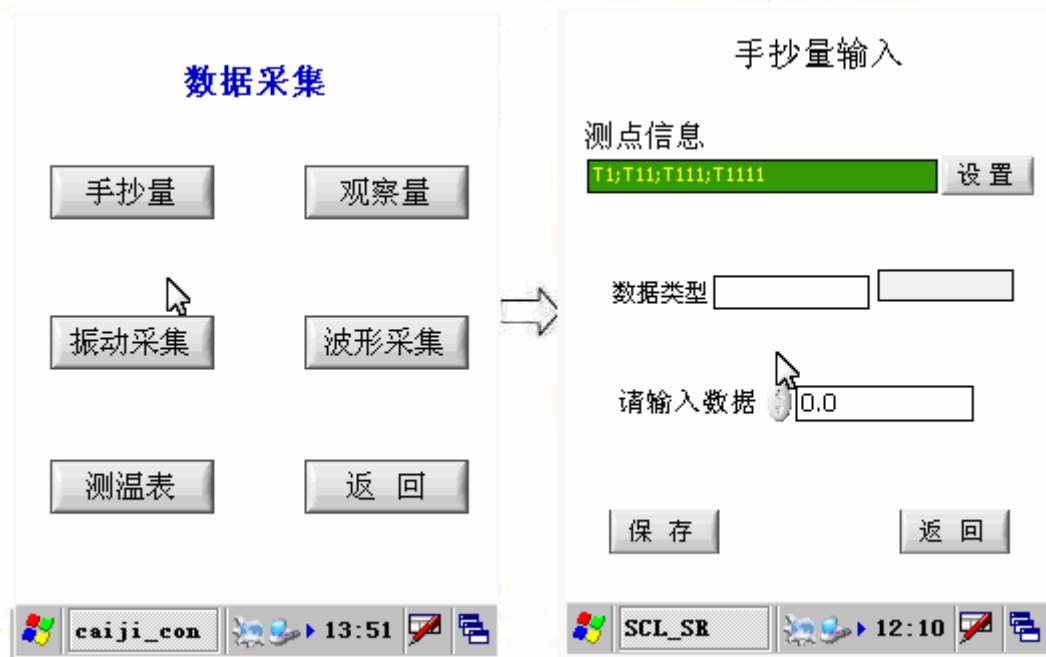 数据采集
手抄量
观察量
振动采集
波形采集
测温表
返 回
caiji_con
13:51
手抄量输入
测点信息
T1;T11;T111;T1111
设 置
数据类型
请输入数据
0.0
保 存
返 回
SCL_SR
12:10